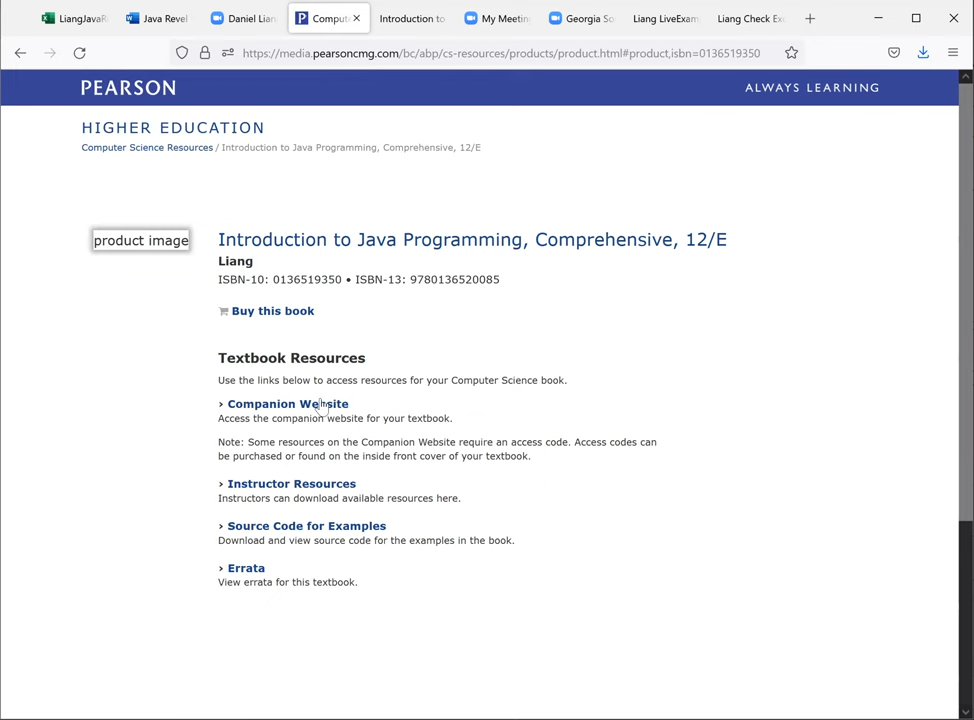 LiangJavaR
Java Revel
Daniel Lian
Comput
Introduction to
My Meetin
Georgia So
Liang LiveExam
Liang Check Ex
https://media.pearsoncmg.com/bc/abp/cs-resources/products/product.html#product,isbn=0136519350
PEARSON
ALWAYS LEARNING
HIGHER EDUCATION
Computer Science Resources / Introduction to Java Programming, Comprehensive, 12/E
product image
Introduction to Java Programming, Comprehensive, 12/E
Liang
ISBN-10: 0136519350 • ISBN-13: 9780136520085
Buy this book
Textbook Resources
Use the links below to access resources for your Computer Science book.
› Companion Website
Access the companion website for your textbook.
Note: Some resources on the Companion Website require an access code. Access codes can
be purchased or found on the inside front cover of your textbook.
› Instructor Resources
Instructors can download available resources here.
› Source Code for Examples
Download and view source code for the examples in the book.
› Errata
View errata for this textbook.